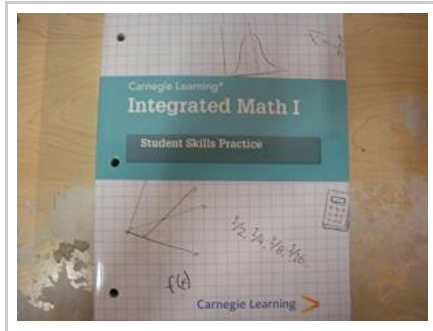 Carnegie Learning®
Integrated Math I
Student Skills Practice
1/2, 1/4, 1/8, 1/16...
f(x)
Carnegie Learning